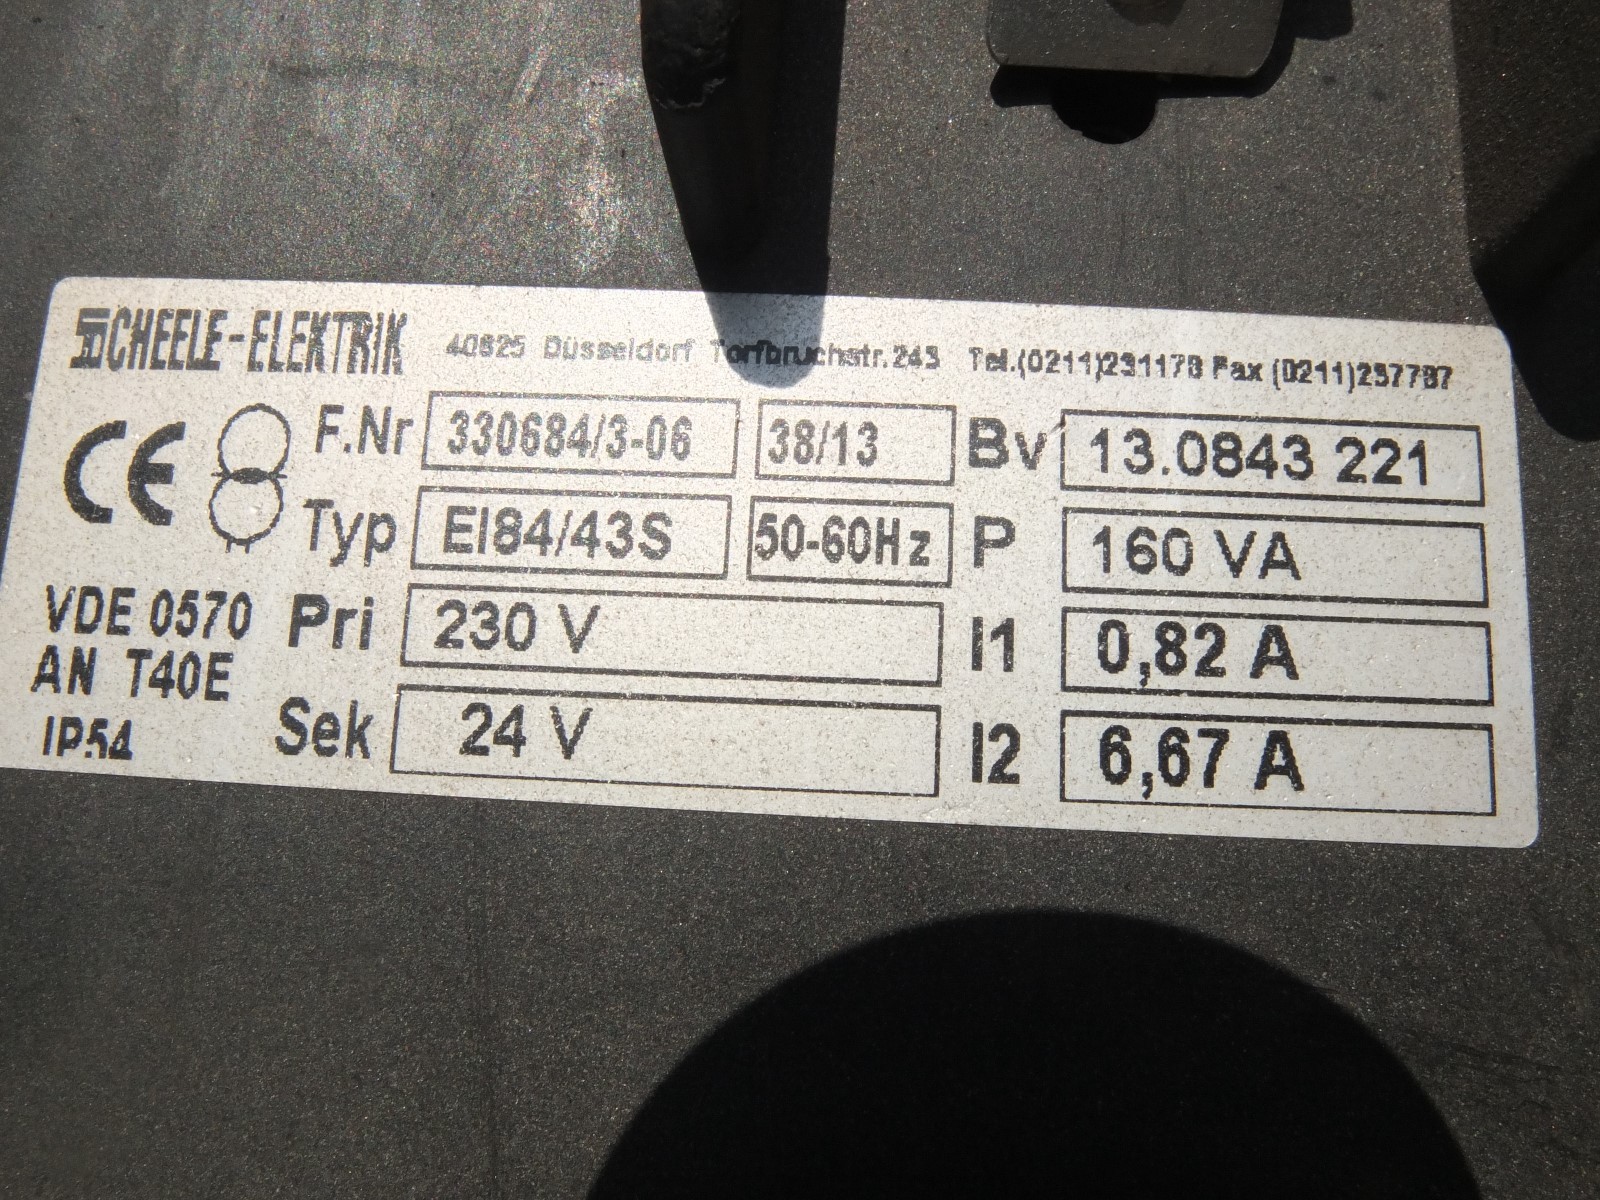 SCHEELE-ELEKTRIK 40625 Düsseldorf Torfbruchstr. 243 Tel.(0211)231178 Fax (0211)237787
CE F.Nr 330684/3-06 38/13 Bv 13.0843 221
Typ EI84/43S 50-60Hz P 160 VA
VDE 0570 Pri 230 V I1 0,82 A
AN T40E
IP54 Sek 24 V I2 6,67 A